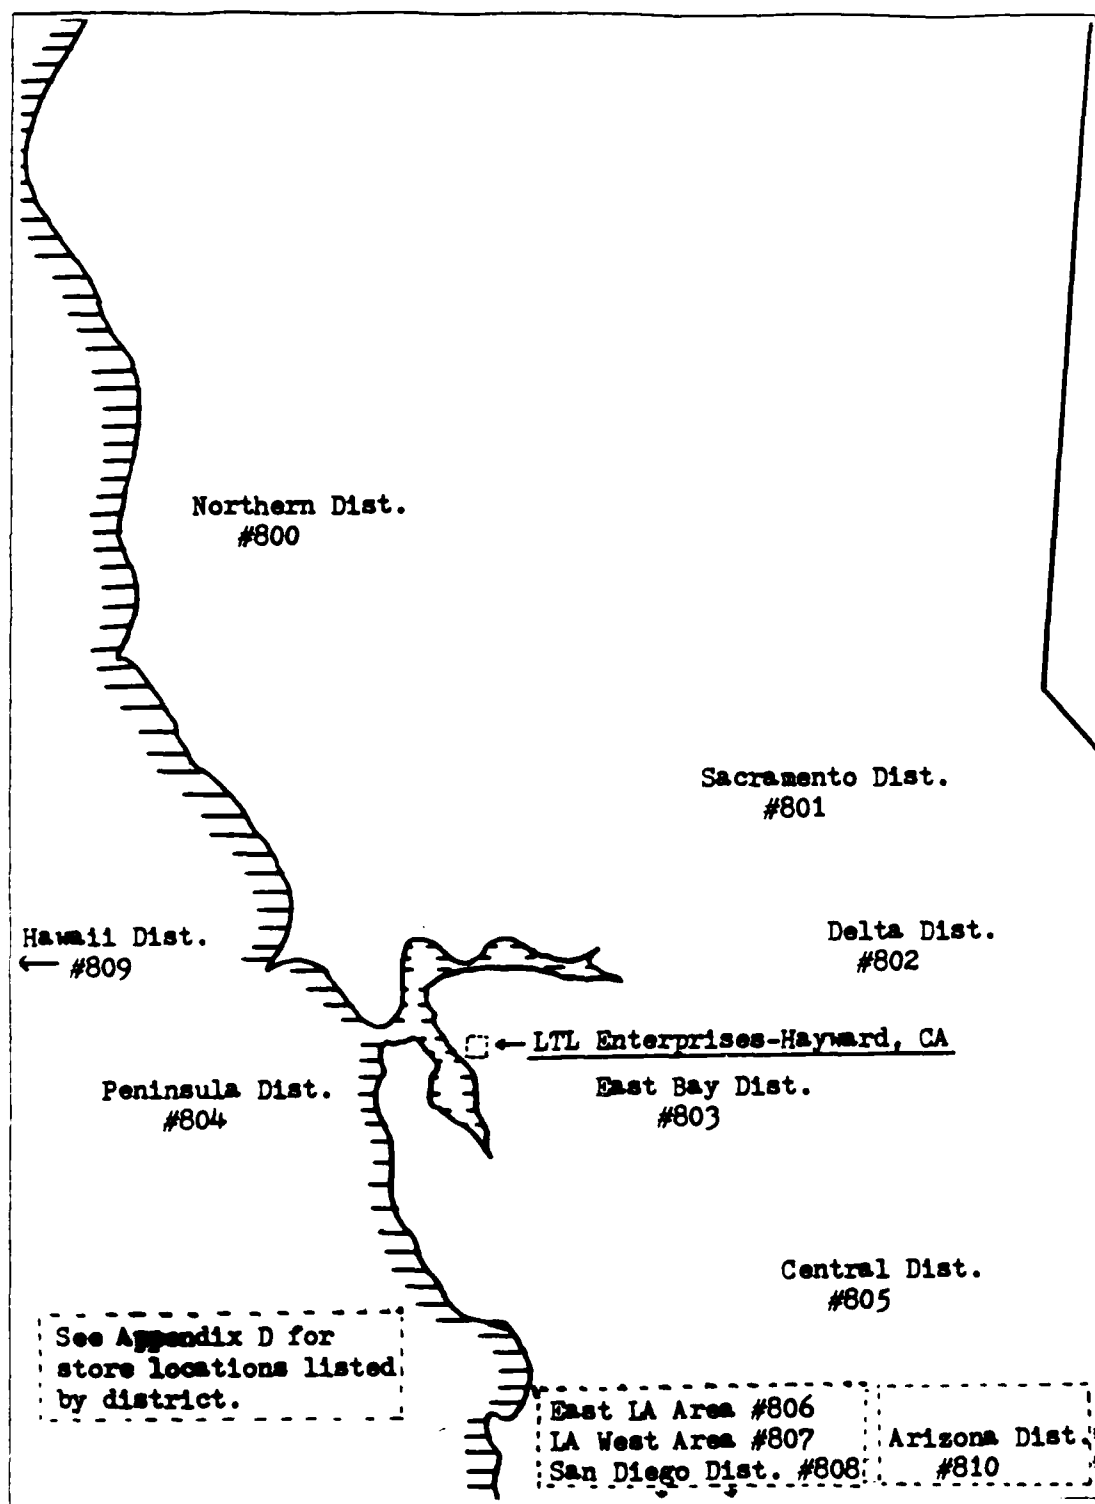 Northern Dist.
#800
Sacramento Dist.
#801
Hawaii Dist.
← #809
Delta Dist.
#802
← LTL Enterprises-Hayward, CA
Peninsula Dist.
#804
East Bay Dist.
#803
Central Dist.
#805
See Appendix D for
store locations listed
by district.
East LA Area #806
LA West Area #807
San Diego Dist. #808
Arizona Dist.
#810